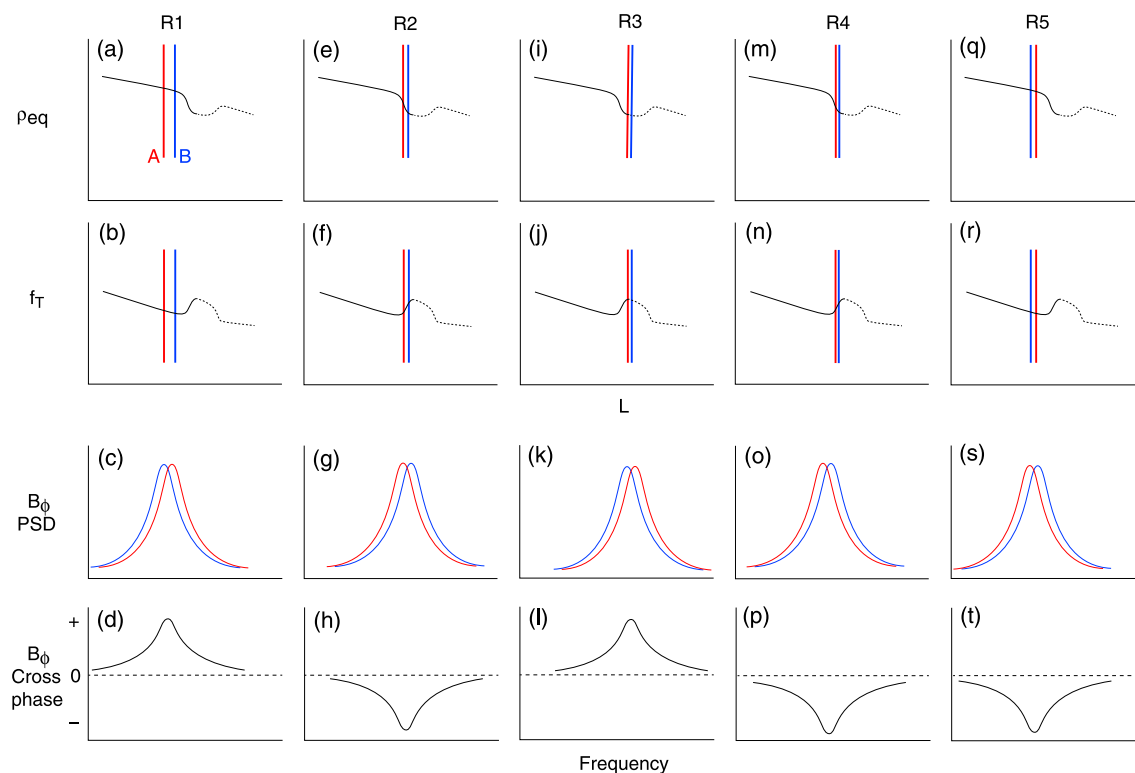 R1 R2 R3 R4 R5
(a) (e) (i) (m) (q)
ρeq
A B
(b) (f) (j) (n) (r)
fT
L
(c) (g) (k) (o) (s)
Bϕ
PSD
(d) (h) (l) (p) (t)
+
Bϕ
Cross 0
phase
−
Frequency